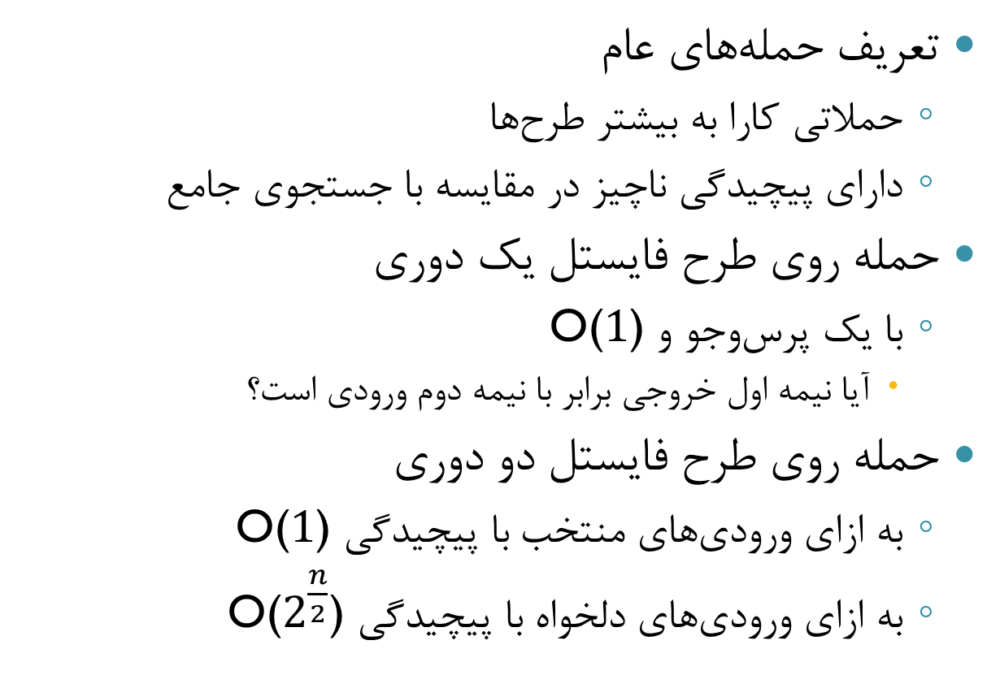 • تعریف حمله‌های عام
◦ حملاتی کارا به بیشتر طرح‌ها
◦ دارای پیچیدگی ناچیز در مقایسه با جستجوی جامع
• حمله روی طرح فایستل یک دوری
◦ با یک پرس‌وجو و O(1)
• آیا نیمه اول خروجی برابر با نیمه دوم ورودی است؟
• حمله روی طرح فایستل دو دوری
◦ به ازای ورودی‌های منتخب با پیچیدگی O(1)
◦ به ازای ورودی‌های دلخواه با پیچیدگی O(2^{n/2})